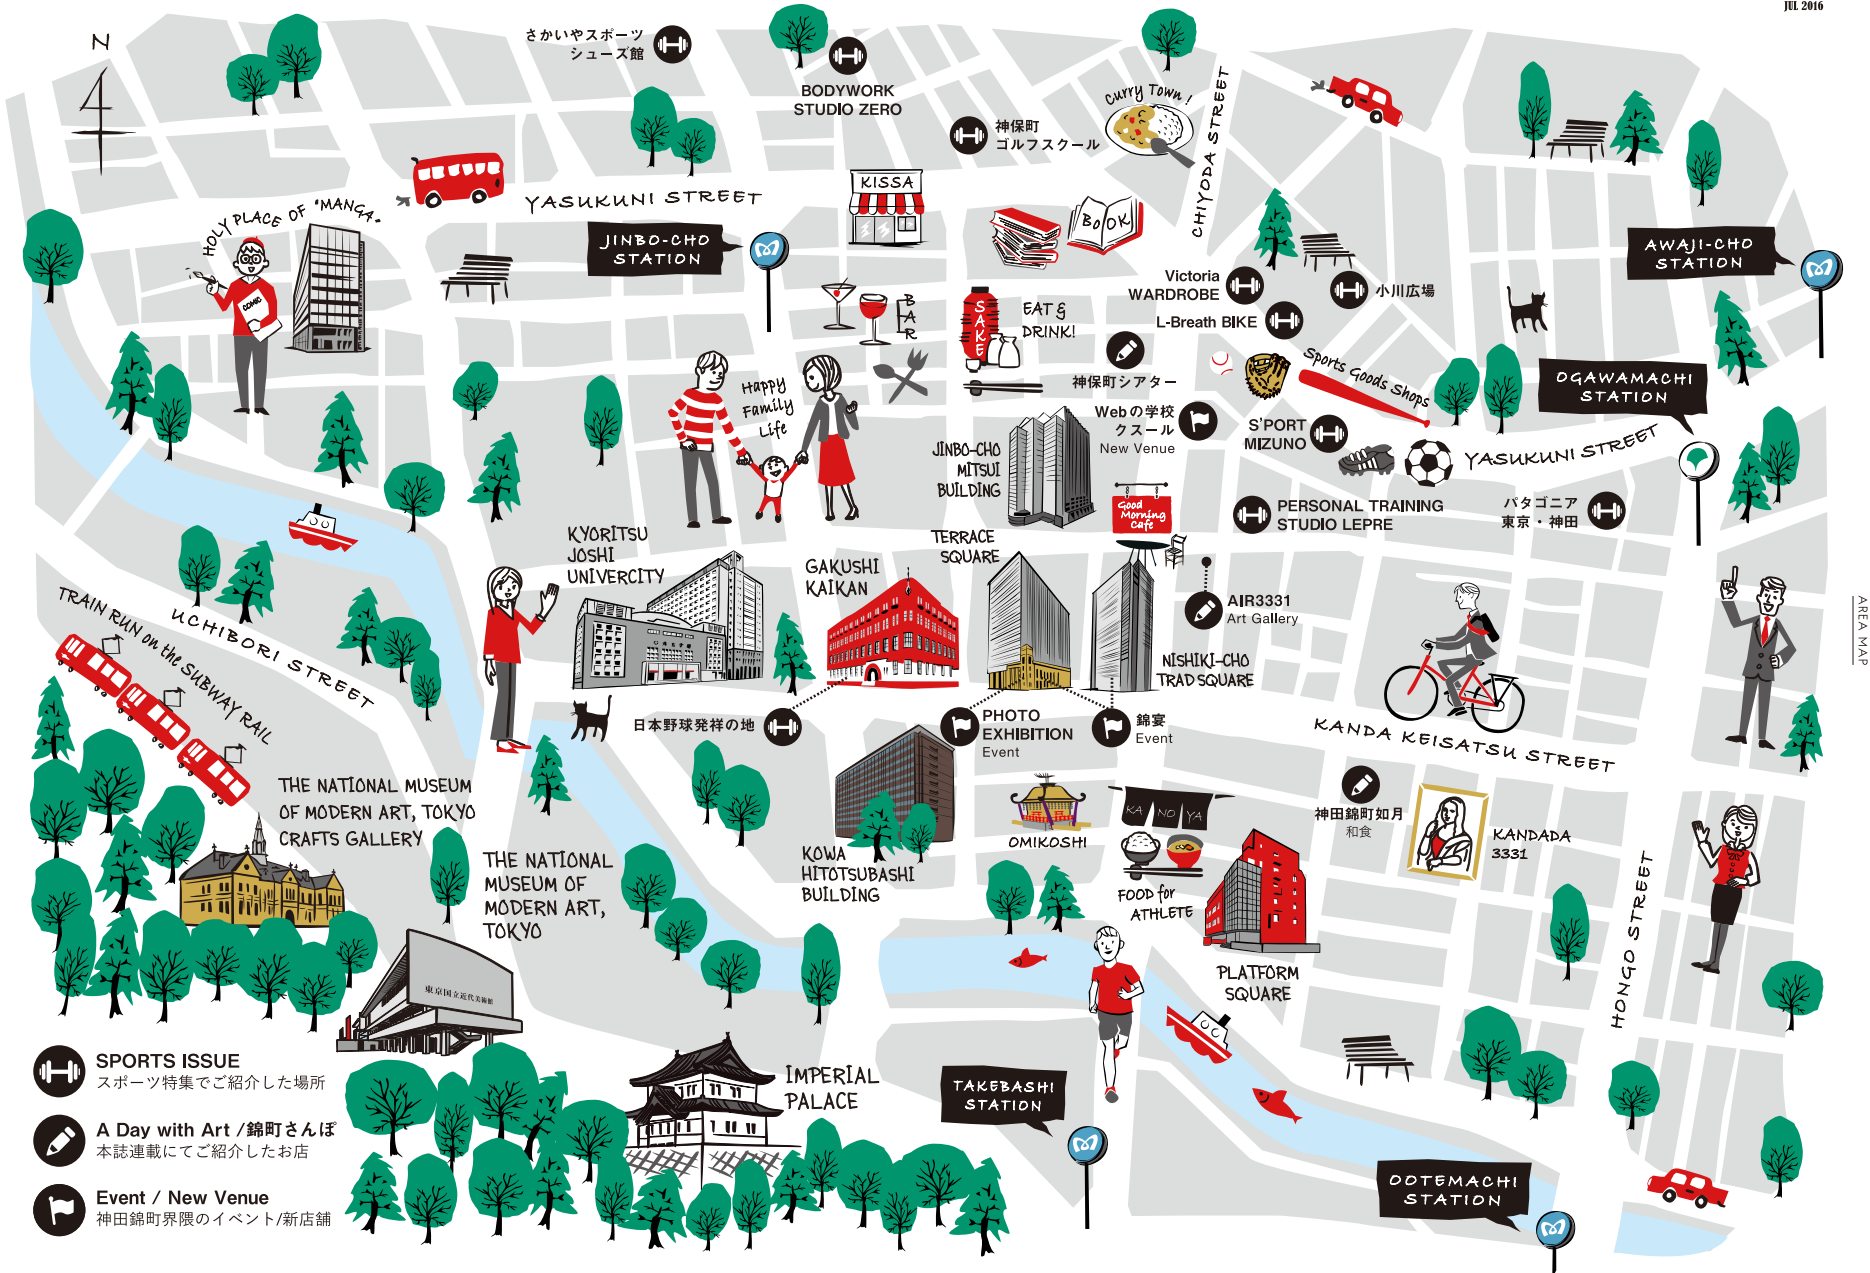 JUL 2016
N
さかいやスポーツ
シューズ館
BODYWORK
STUDIO ZERO
神保町
ゴルフスクール
Curry Town!
CHIYODA STREET
YASUKUNI STREET
KISSA
HOLY PLACE OF "MANGA"
COMIC
JINBO-CHO
STATION
BOOK
AWAJI-CHO
STATION
Victoria
WARDROBE
小川広場
L-Breath BIKE
BAR
SAKE
EAT &
DRINK!
神保町シアター
Sports Goods Shops
OGAWAMACHI
STATION
Happy
Family
Life
Webの学校
クスール
New Venue
S'PORT
MIZUNO
YASUKUNI STREET
JINBO-CHO
MITSUI
BUILDING
Good
Morning
Cafe
PERSONAL TRAINING
STUDIO LEPRE
パタゴニア
東京・神田
KYORITSU
JOSHI
UNIVERCITY
GAKUSHI
KAIKAN
TERRACE
SQUARE
AIR3331
Art Gallery
AREA MAP
TRAIN RUN on the SUBWAY RAIL
UCHIBORI STREET
NISHIKI-CHO
TRAD SQUARE
日本野球発祥の地
PHOTO
EXHIBITION
Event
錦宴
Event
KANDA KEISATSU STREET
THE NATIONAL MUSEUM
OF MODERN ART, TOKYO
CRAFTS GALLERY
THE NATIONAL
MUSEUM OF
MODERN ART,
TOKYO
KOWA
HITOTSUBASHI
BUILDING
OMIKOSHI
KA NO YA
FOOD for
ATHLETE
神田錦町如月
和食
KANDADA
3331
HONGO STREET
PLATFORM
SQUARE
東京国立近代美術館
IMPERIAL
PALACE
TAKEBASHI
STATION
OOTEMACHI
STATION
SPORTS ISSUE
スポーツ特集でご紹介した場所
A Day with Art /錦町さんぽ
本誌連載にてご紹介したお店
Event / New Venue
神田錦町界隈のイベント/新店舗